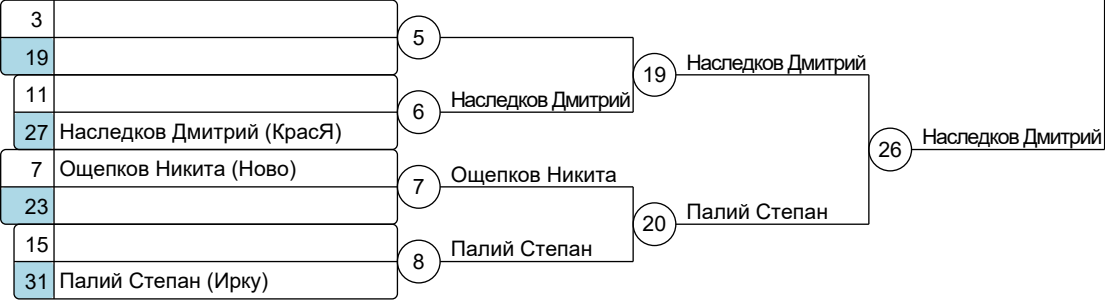 3
19
5
11
27 Наследков Дмитрий (КрасЯ)
6 Наследков Дмитрий
19 Наследков Дмитрий
7 Ощепков Никита (Ново)
23
7 Ощепков Никита
15
31 Палий Степан (Ирку)
8 Палий Степан
20 Палий Степан
26 Наследков Дмитрий